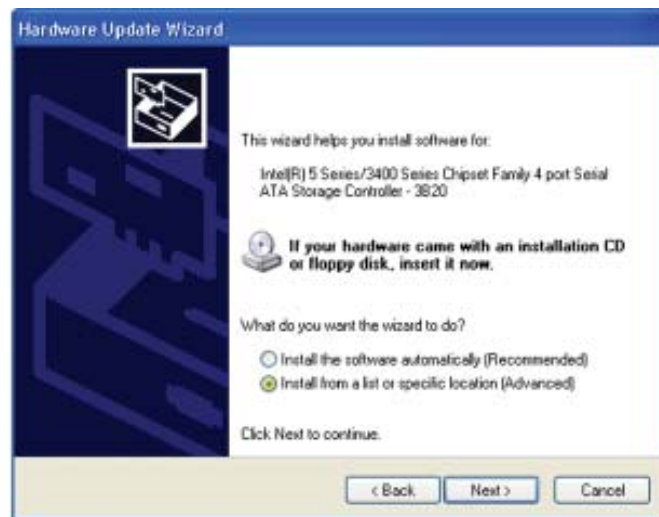 Hardware Update Wizard
This wizard helps you install software for:
Intel(R) 5 Series/3400 Series Chipset Family 4 port Serial
ATA Storage Controller - 3B20
If your hardware came with an installation CD
or floppy disk, insert it now.
What do you want the wizard to do?
Install the software automatically (Recommended)
Install from a list or specific location (Advanced)
Click Next to continue.
< Back Next > Cancel